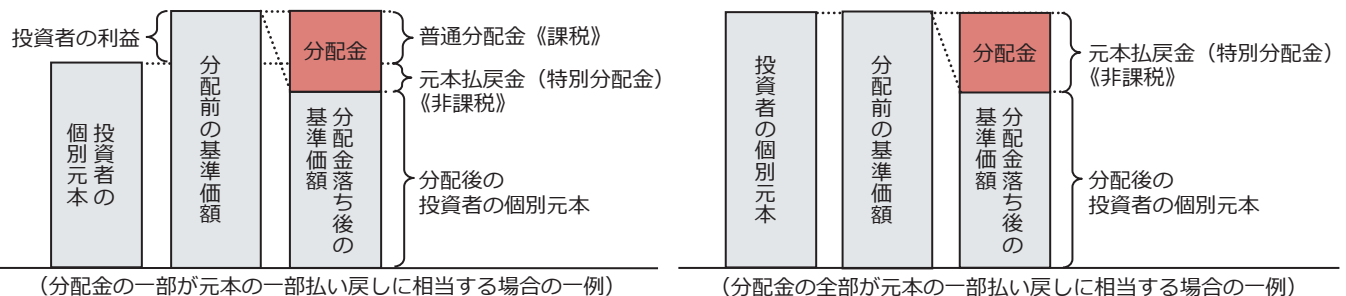 投資者の利益
投資者の
個別元本
分配前の基準価額
分配金
分配金落ち後の
基準価額
普通分配金《課税》
元本払戻金（特別分配金）
《非課税》
分配後の
投資者の個別元本
（分配金の一部が元本の一部払い戻しに相当する場合の一例）
投資者の個別元本
分配前の基準価額
分配金
分配金落ち後の
基準価額
元本払戻金（特別分配金）
《非課税》
分配後の
投資者の個別元本
（分配金の全部が元本の一部払い戻しに相当する場合の一例）